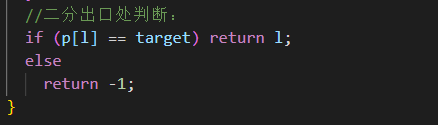 //二分出口处判断：
if (p[l] == target) return l;
else
return -1;
}